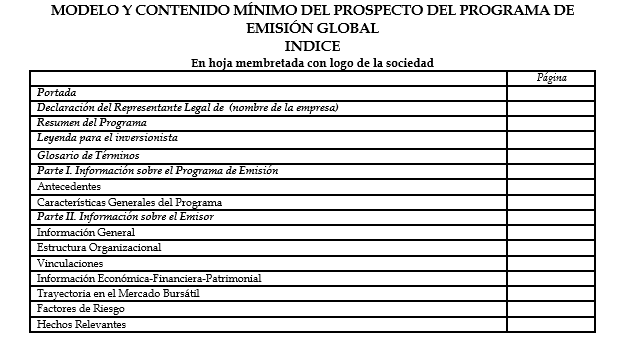 MODELO Y CONTENIDO MÍNIMO DEL PROSPECTO DEL PROGRAMA DE
EMISIÓN GLOBAL
INDICE
En hoja membretada con logo de la sociedad
Página
Portada
Declaración del Representante Legal de (nombre de la empresa)
Resumen del Programa
Leyenda para el inversionista
Glosario de Términos
Parte I. Información sobre el Programa de Emisión
Antecedentes
Características Generales del Programa
Parte II. Información sobre el Emisor
Información General
Estructura Organizacional
Vinculaciones
Información Económica-Financiera-Patrimonial
Trayectoria en el Mercado Bursátil
Factores de Riesgo
Hechos Relevantes